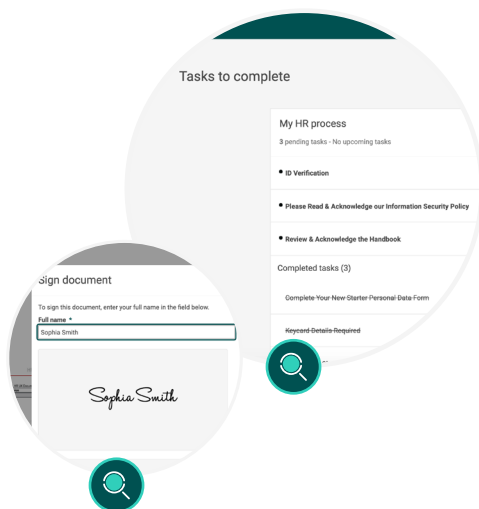 Tasks to complete
My HR process
3 pending tasks - No upcoming tasks
ID Verification
Please Read & Acknowledge our Information Security Policy
Review & Acknowledge the Handbook
Completed tasks (3)
Complete Your New Starter Personal Data Form
Keycard Details Required
Sign document
To sign this document, enter your full name in the field below.
Full name *
Sophia Smith
Sophia Smith